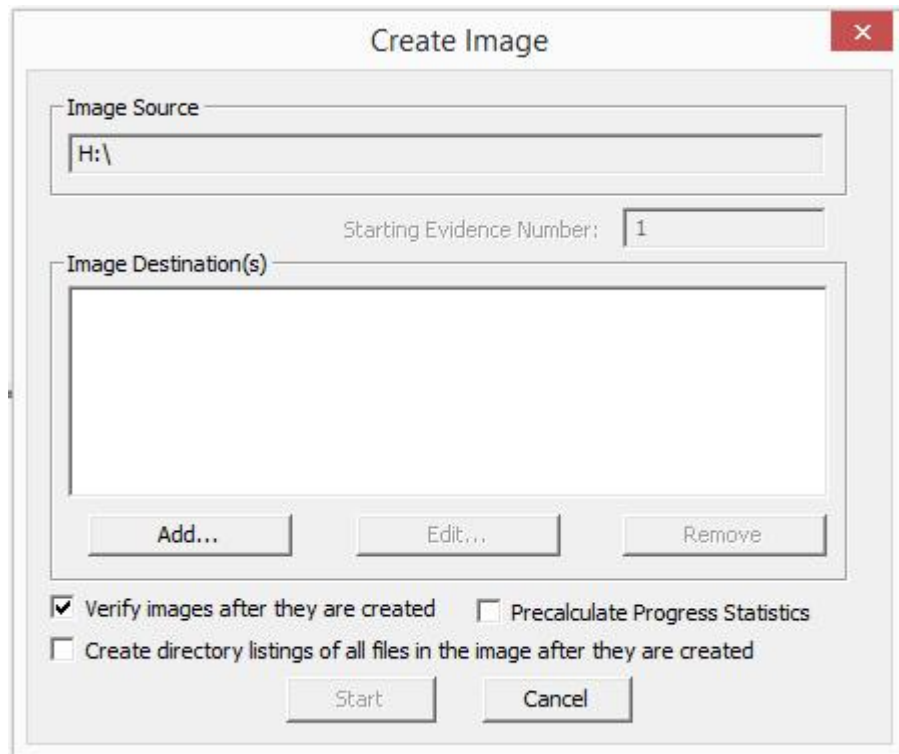 Create Image
Image Source
H:\
Starting Evidence Number: 1
Image Destination(s)
Add... Edit... Remove
Verify images after they are created Precalculate Progress Statistics
Create directory listings of all files in the image after they are created
Start Cancel